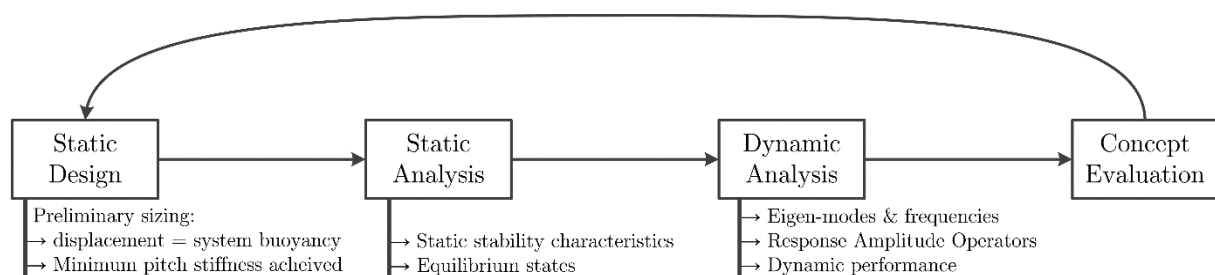 Static
Design
Static
Analysis
Dynamic
Analysis
Concept
Evaluation
Preliminary sizing:
→ displacement = system buoyancy
→ Minimum pitch stiffness acheived
→ Static stability characteristics
→ Equilibrium states
→ Eigen-modes & frequencies
→ Response Amplitude Operators
→ Dynamic performance